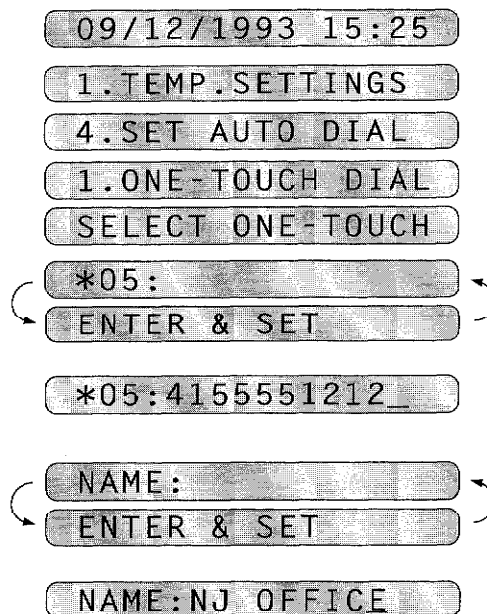 09/12/1993 15:25
1.TEMP.SETTINGS
4.SET AUTO DIAL
1.ONE-TOUCH DIAL
SELECT ONE-TOUCH
*05:
ENTER & SET
*05:4155551212_
NAME:
ENTER & SET
NAME:NJ OFFICE